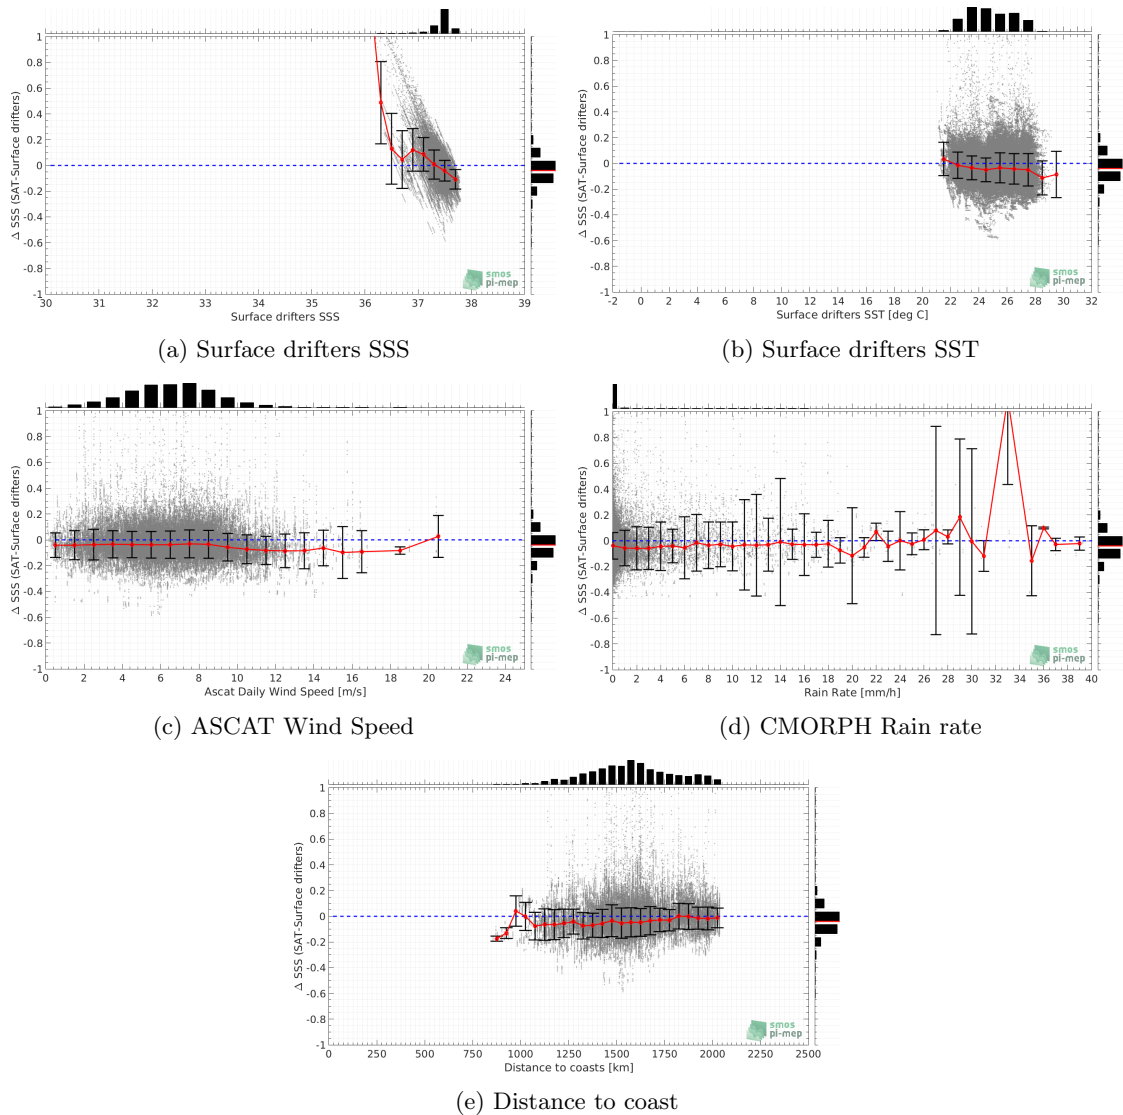 1
0.8
0.6
0.4
0.2
0
-0.2
-0.4
-0.6
-0.8
-1
Δ SSS (SAT-Surface drifters)
30 31 32 33 34 35 36 37 38 39
Surface drifters SSS
smos
pi-mep
(a) Surface drifters SSS
1
0.8
0.6
0.4
0.2
0
-0.2
-0.4
-0.6
-0.8
-1
Δ SSS (SAT-Surface drifters)
-2 0 2 4 6 8 10 12 14 16 18 20 22 24 26 28 30 32
Surface drifters SST [deg C]
smos
pi-mep
(b) Surface drifters SST
1
0.8
0.6
0.4
0.2
0
-0.2
-0.4
-0.6
-0.8
-1
Δ SSS (SAT-Surface drifters)
0 2 4 6 8 10 12 14 16 18 20 22 24
Ascat Daily Wind Speed [m/s]
smos
pi-mep
(c) ASCAT Wind Speed
1
0.8
0.6
0.4
0.2
0
-0.2
-0.4
-0.6
-0.8
-1
Δ SSS (SAT-Surface drifters)
0 2 4 6 8 10 12 14 16 18 20 22 24 26 28 30 32 34 36 38 40
Rain Rate [mm/h]
smos
pi-mep
(d) CMORPH Rain rate
1
0.8
0.6
0.4
0.2
0
-0.2
-0.4
-0.6
-0.8
-1
Δ SSS (SAT-Surface drifters)
0 250 500 750 1000 1250 1500 1750 2000 2250 2500
Distance to coasts [km]
smos
pi-mep
(e) Distance to coast